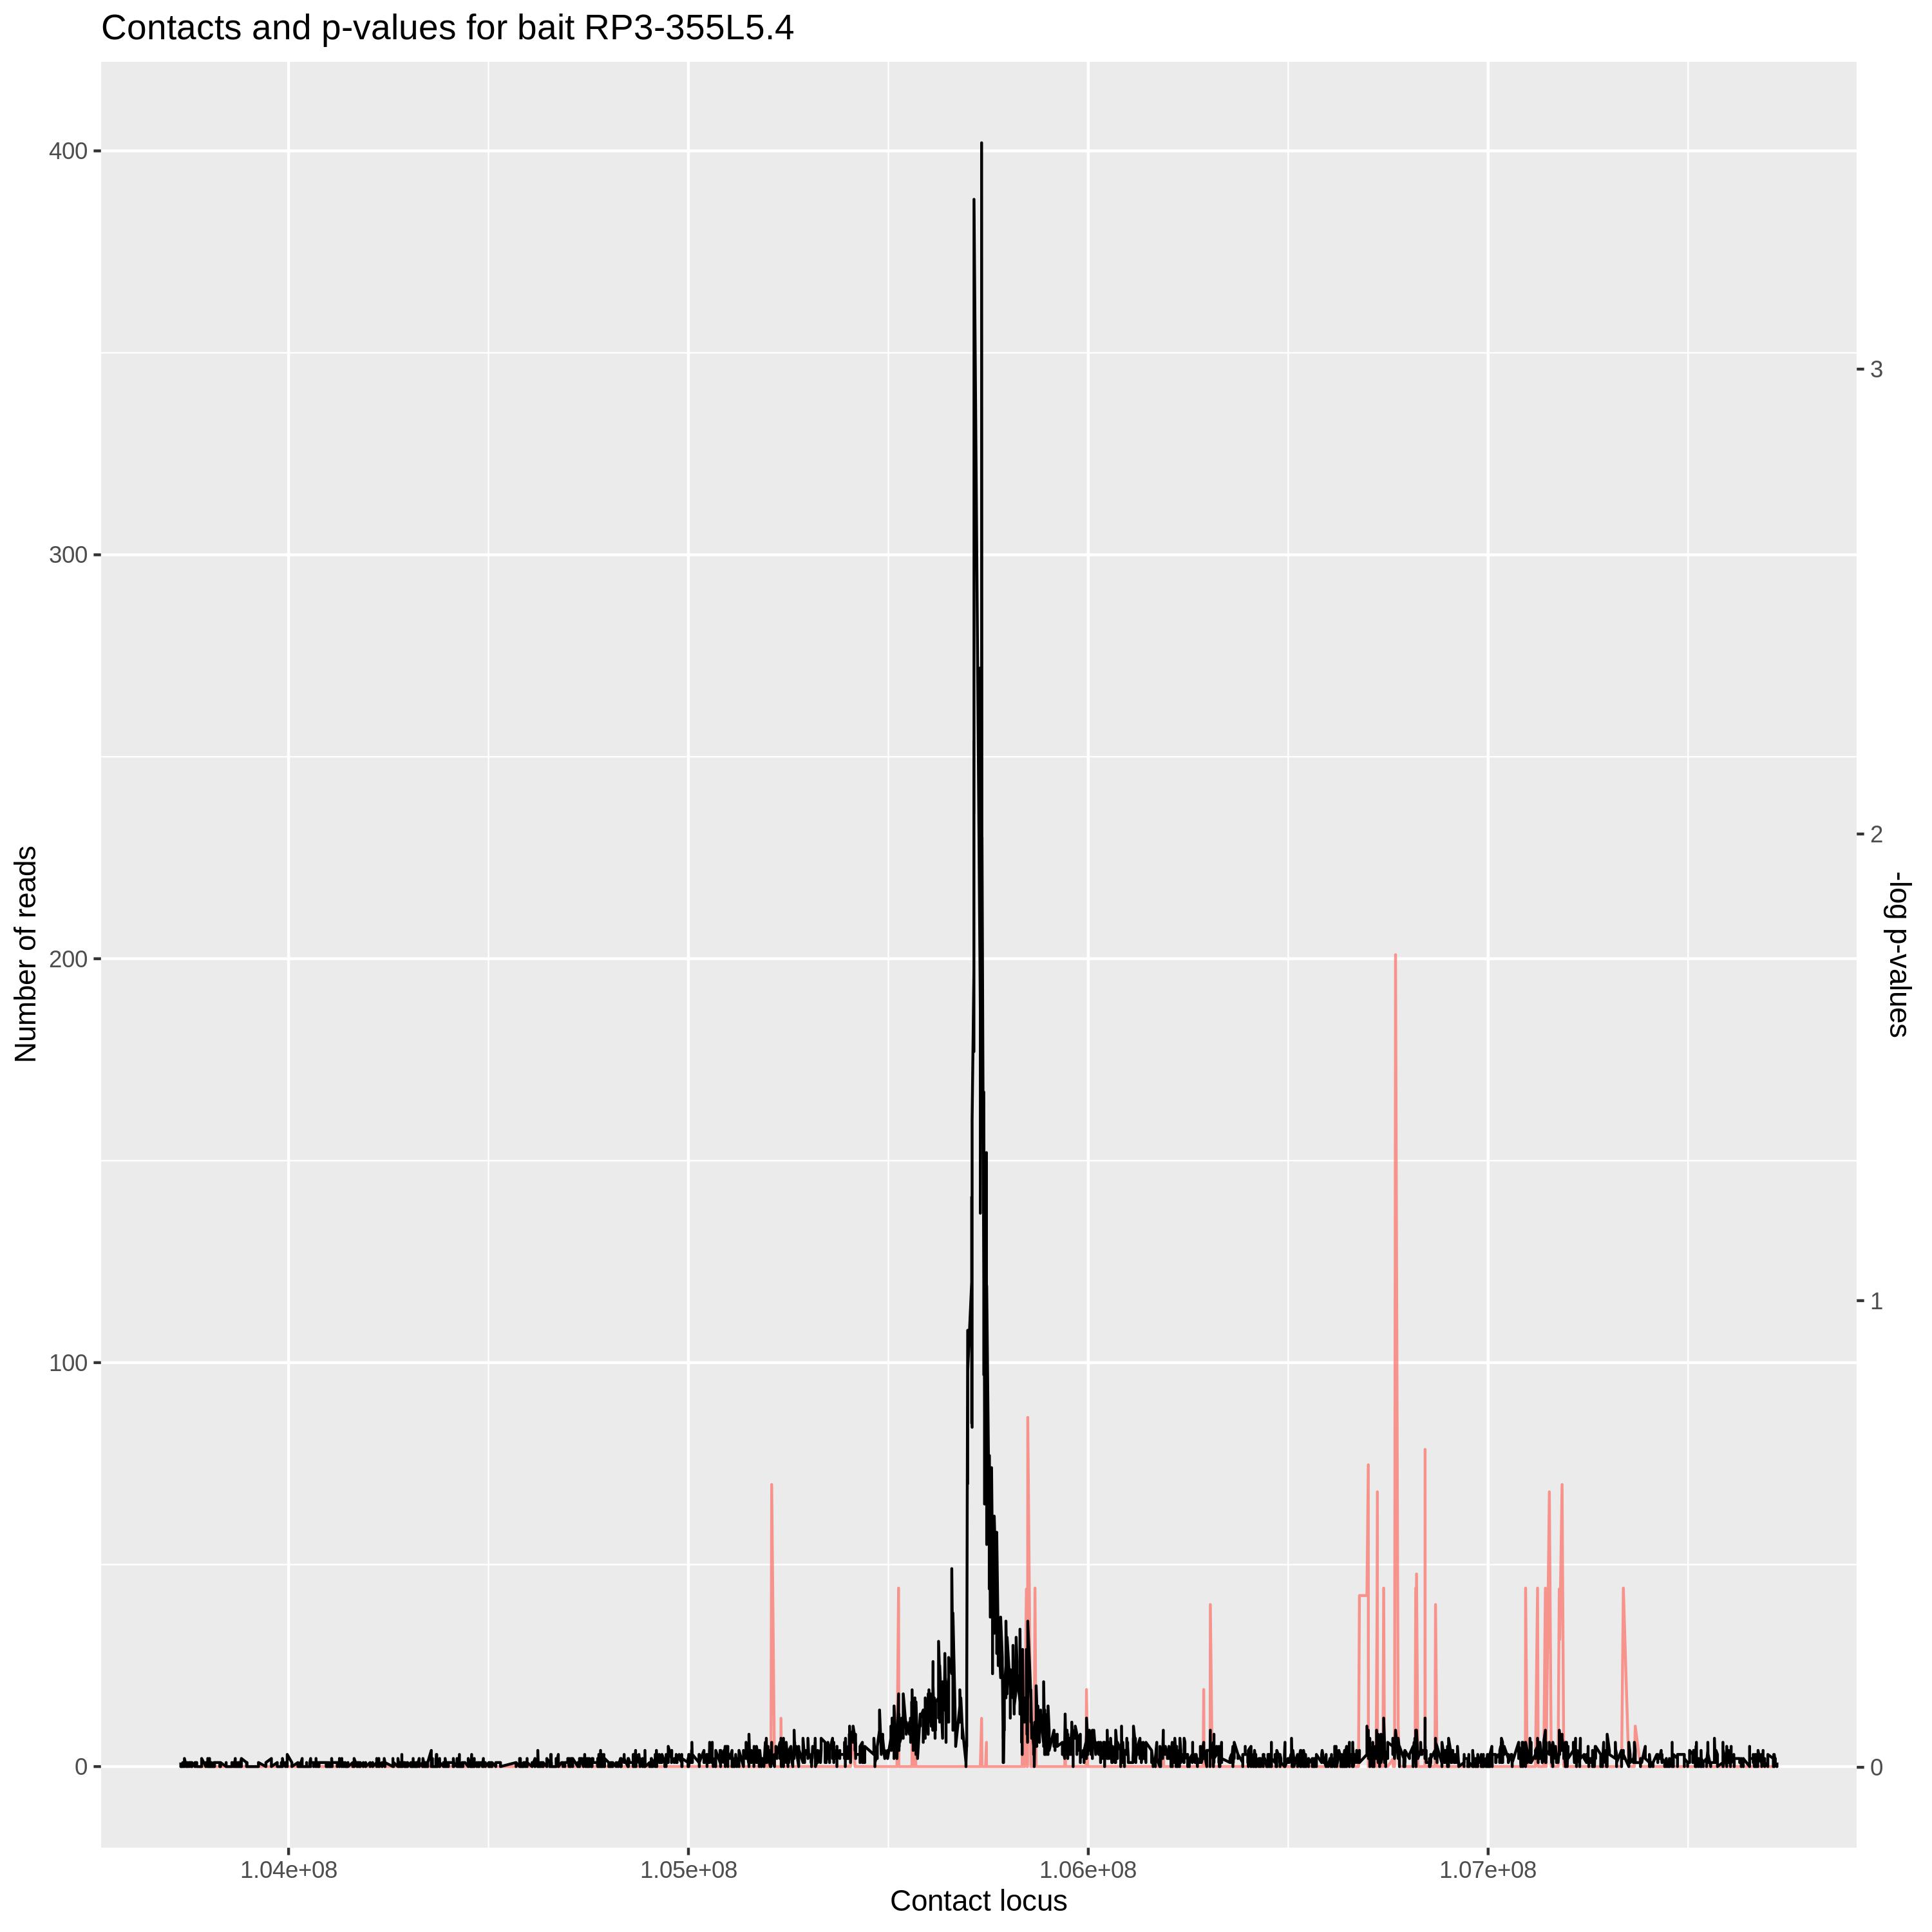 Contacts and p-values for bait RP3-355L5.4
400
300
200
100
0
Number of reads
3
2
1
0
-log p-values
1.04e+08 1.05e+08 1.06e+08 1.07e+08
Contact locus